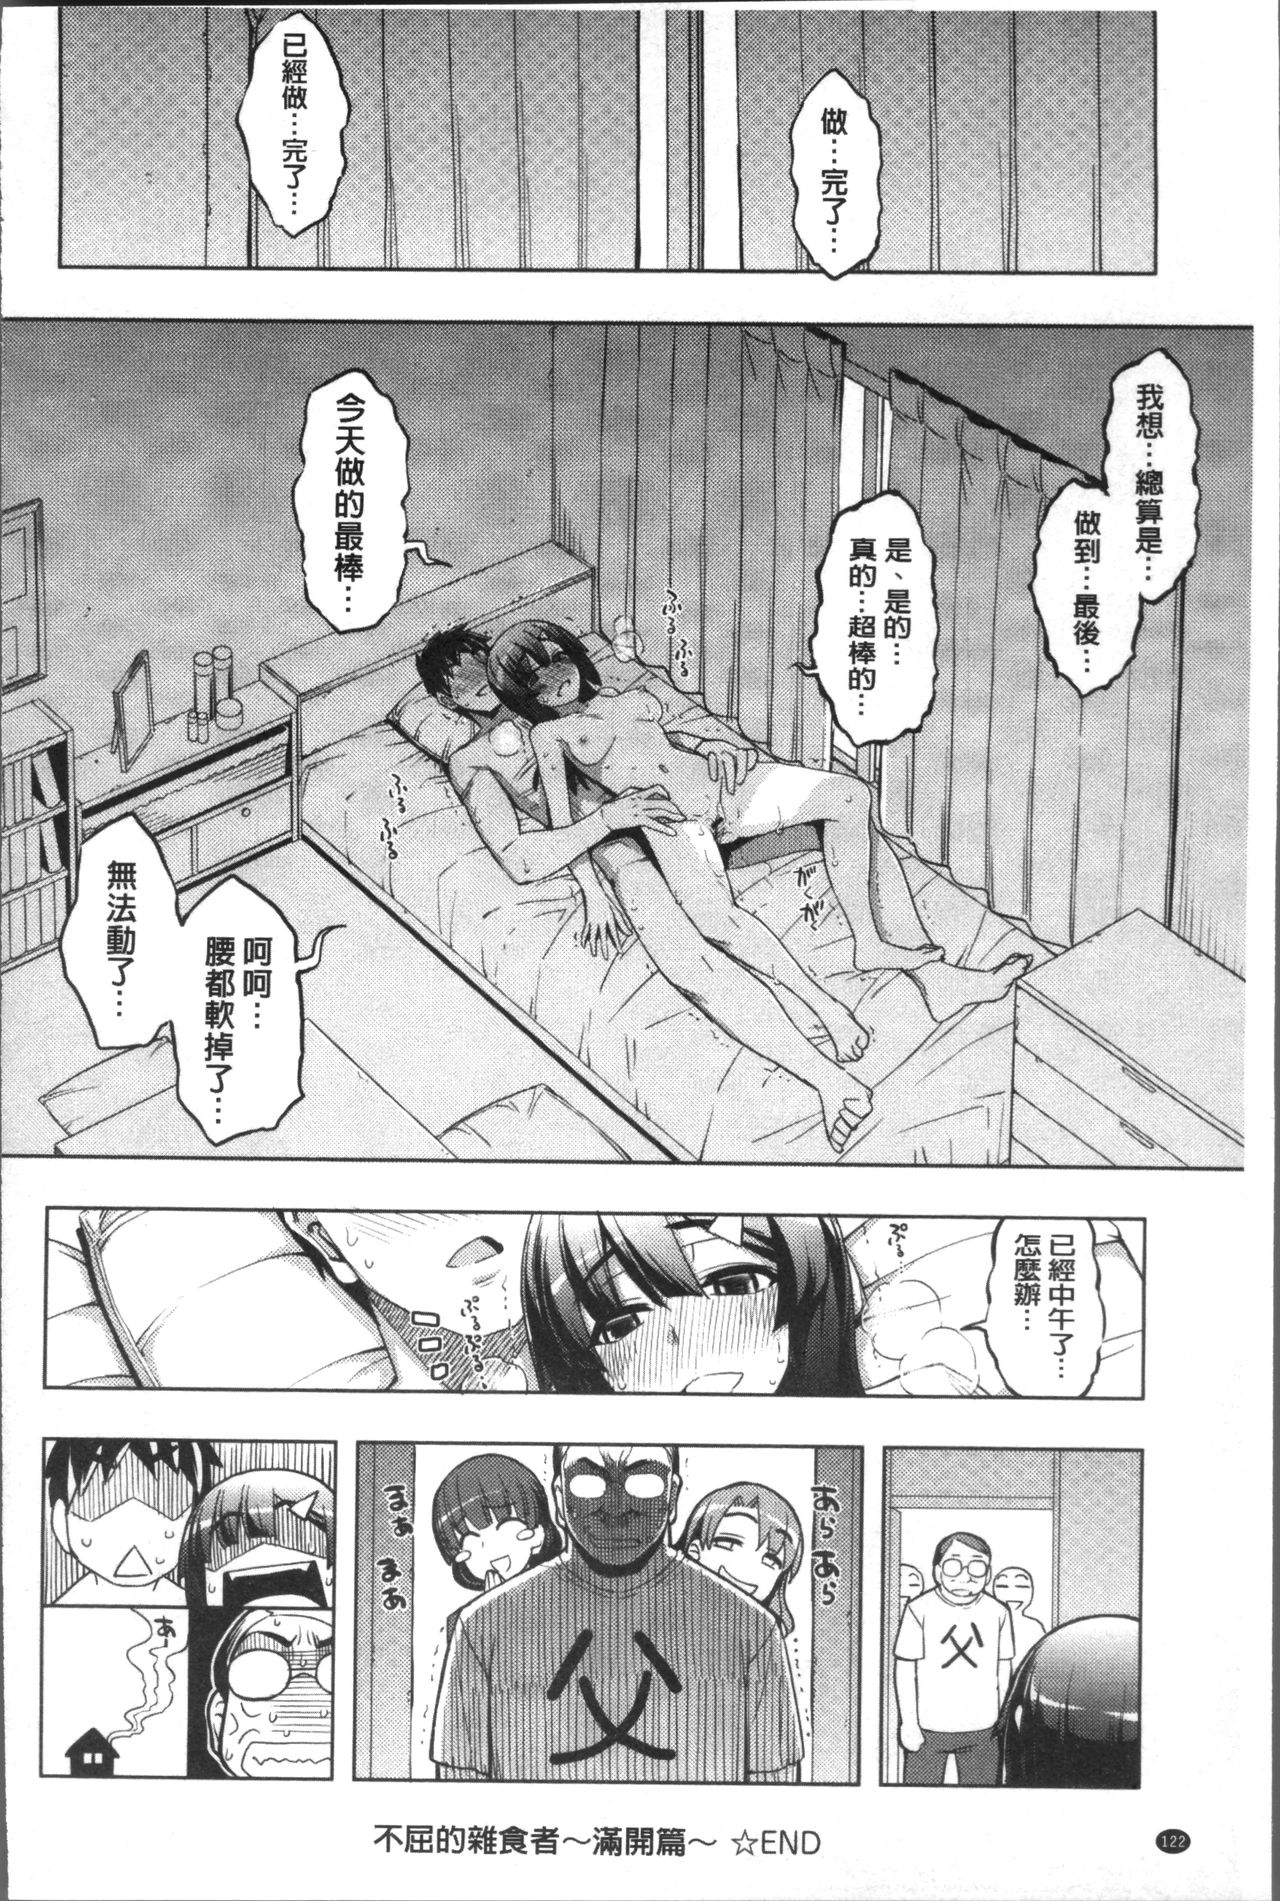 做…完了…
已經做…完了…
我想…總算是…
做到…最後…
是、是的…
真的…超棒的…
今天做的最棒…
ぷるぷる
ぷるぷる
がくがく
呵呵…
腰都軟掉了…
無法動了…
已經中午了…
怎麼辦…
ぷる…
ぷるぷる…
父
あらあら
まぁまぁ
父
あー
不屈的雜食者～滿開篇～ ☆END
122